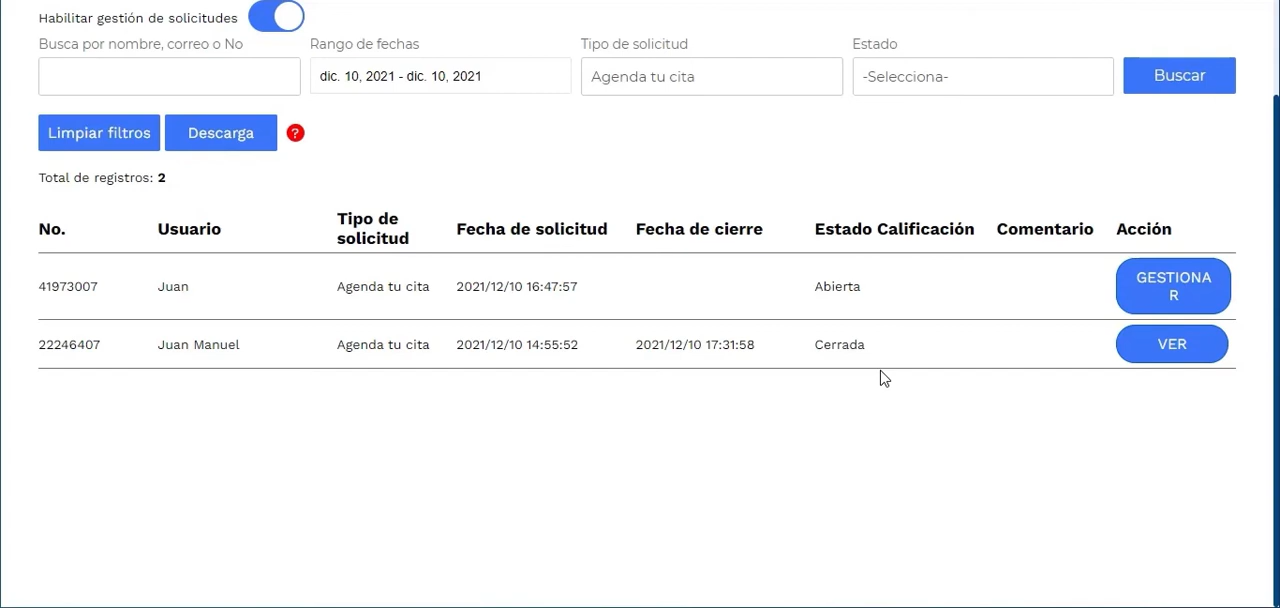 Habilitar gestión de solicitudes
Busca por nombre, correo o No Rango de fechas Tipo de solicitud Estado
dic. 10, 2021 - dic. 10, 2021 Agenda tu cita -Selecciona- Buscar
Limpiar filtros Descarga ?
Total de registros: 2
No. Usuario Tipo de solicitud Fecha de solicitud Fecha de cierre Estado Calificación Comentario Acción
41973007 Juan Agenda tu cita 2021/12/10 16:47:57 Abierta GESTIONA
R
22246407 Juan Manuel Agenda tu cita 2021/12/10 14:55:52 2021/12/10 17:31:58 Cerrada VER